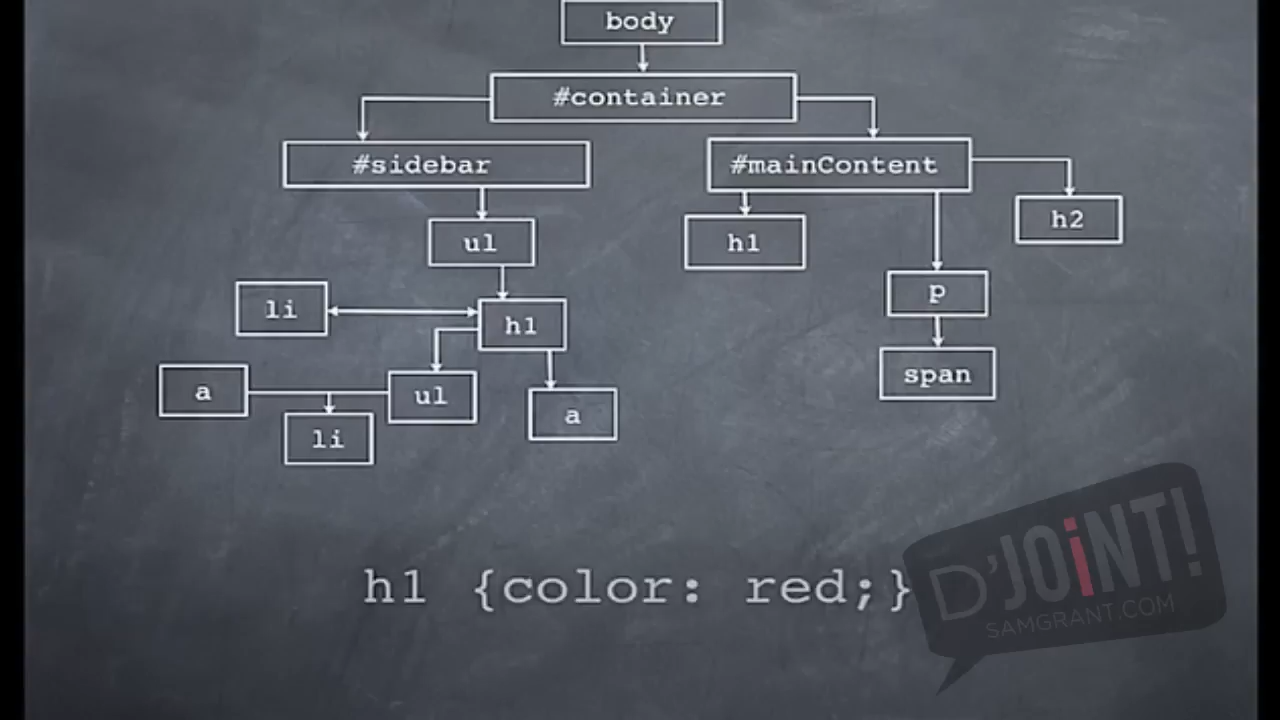 body
#container
#sidebar
#mainContent
h2
ul
h1
p
li
h1
span
a
ul
a
li
h1 {color: red;}
D'JOiNT!
SAMGRANT.COM